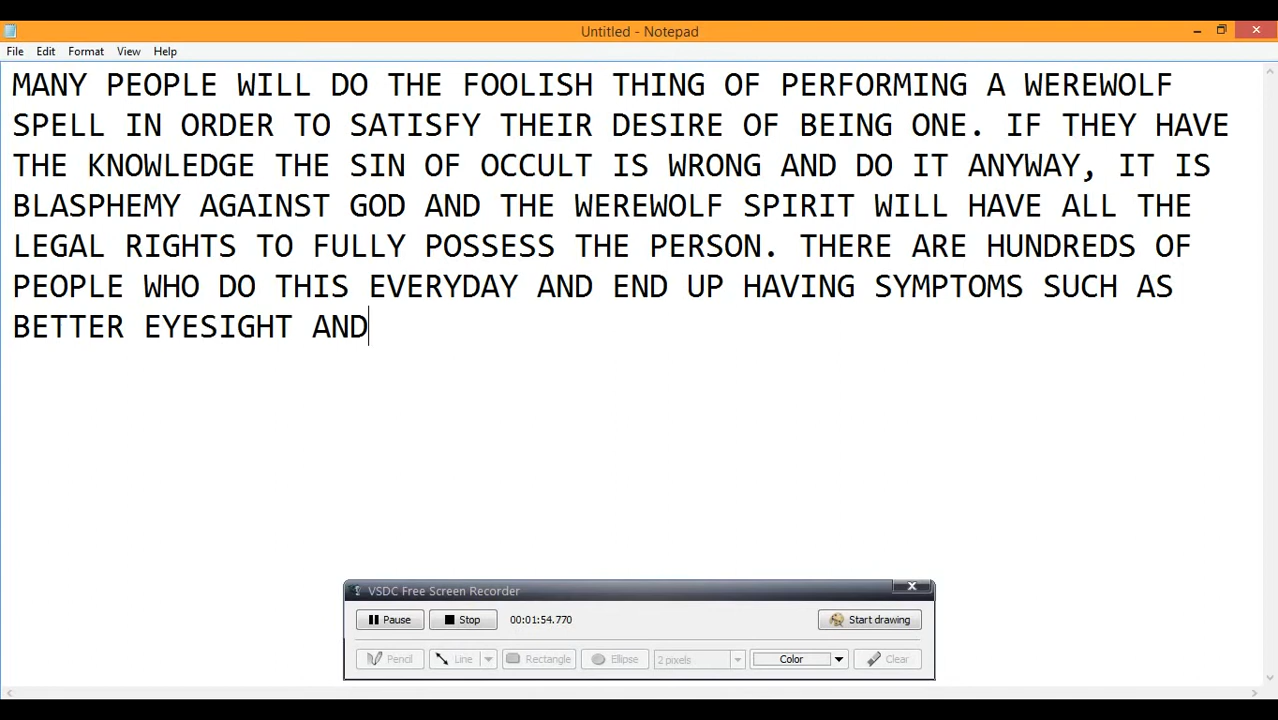 Untitled - Notepad
File Edit Format View Help
MANY PEOPLE WILL DO THE FOOLISH THING OF PERFORMING A WEREWOLF
SPELL IN ORDER TO SATISFY THEIR DESIRE OF BEING ONE. IF THEY HAVE
THE KNOWLEDGE THE SIN OF OCCULT IS WRONG AND DO IT ANYWAY, IT IS
BLASPHEMY AGAINST GOD AND THE WEREWOLF SPIRIT WILL HAVE ALL THE
LEGAL RIGHTS TO FULLY POSSESS THE PERSON. THERE ARE HUNDREDS OF
PEOPLE WHO DO THIS EVERYDAY AND END UP HAVING SYMPTOMS SUCH AS
BETTER EYESIGHT AND
VSDC Free Screen Recorder
Pause Stop 00:01:54.770 Start drawing
Pencil Line Rectangle Ellipse 2 pixels Color Clear